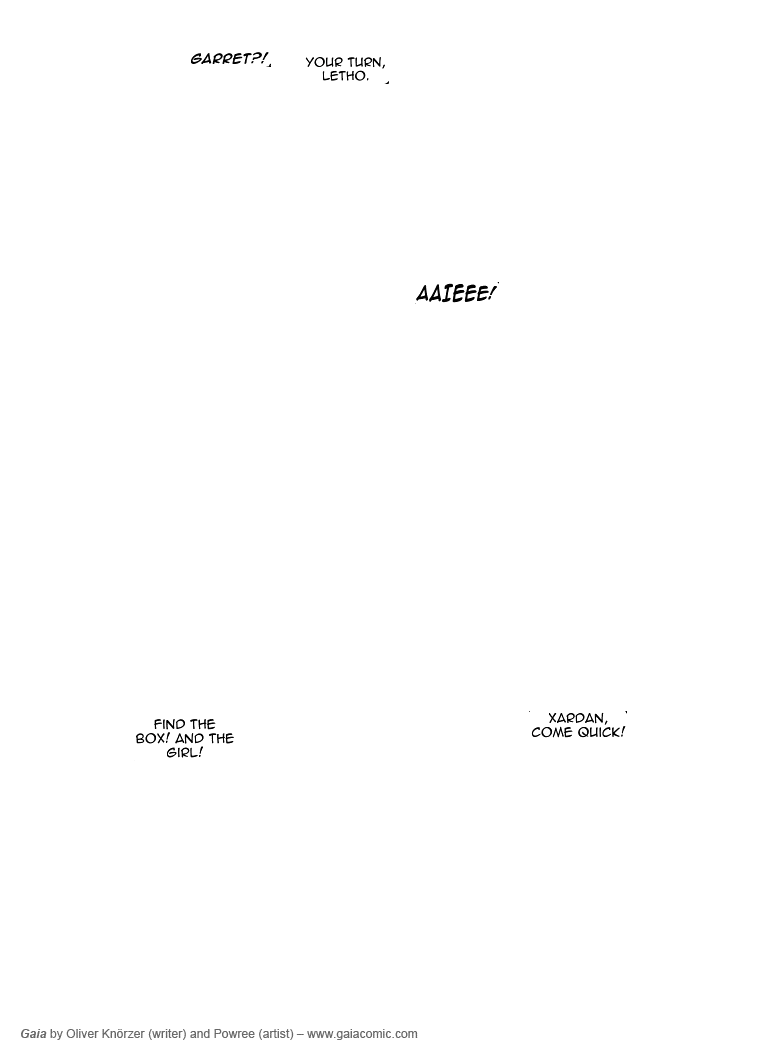 GARRET?!
YOUR TURN,
LETHO.
AAIEEE!
FIND THE
BOX! AND THE
GIRL!
XARDAN,
COME QUICK!
Gaia by Oliver Knörzer (writer) and Powree (artist) – www.gaiacomic.com